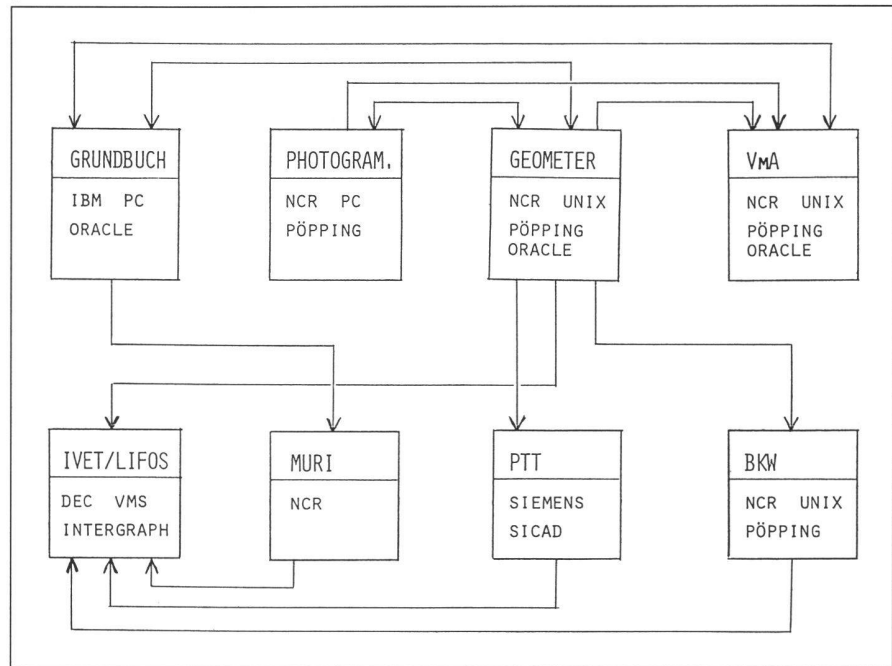 GRUNDBUCH
IBM PC
ORACLE
PHOTOGRAM.
NCR PC
PÖPPING
GEOMETER
NCR UNIX
PÖPPING
ORACLE
VMA
NCR UNIX
PÖPPING
ORACLE
IVET/LIFOS
DEC VMS
INTERGRAPH
MURI
NCR
PTT
SIEMENS
SICAD
BKW
NCR UNIX
PÖPPING